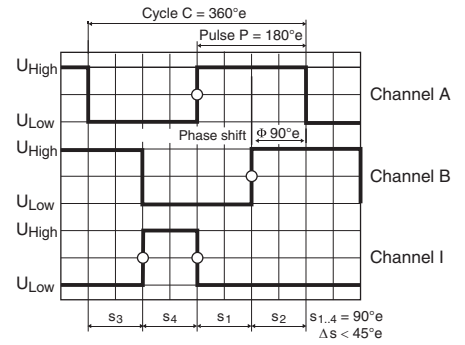 Cycle C = 360°e
Pulse P = 180°e
UHigh
Channel A
ULow
Phase shift Φ 90°e
UHigh
Channel B
ULow
UHigh
Channel I
ULow
s3 s4 s1 s2 s1..4 = 90°e
Δs < 45°e